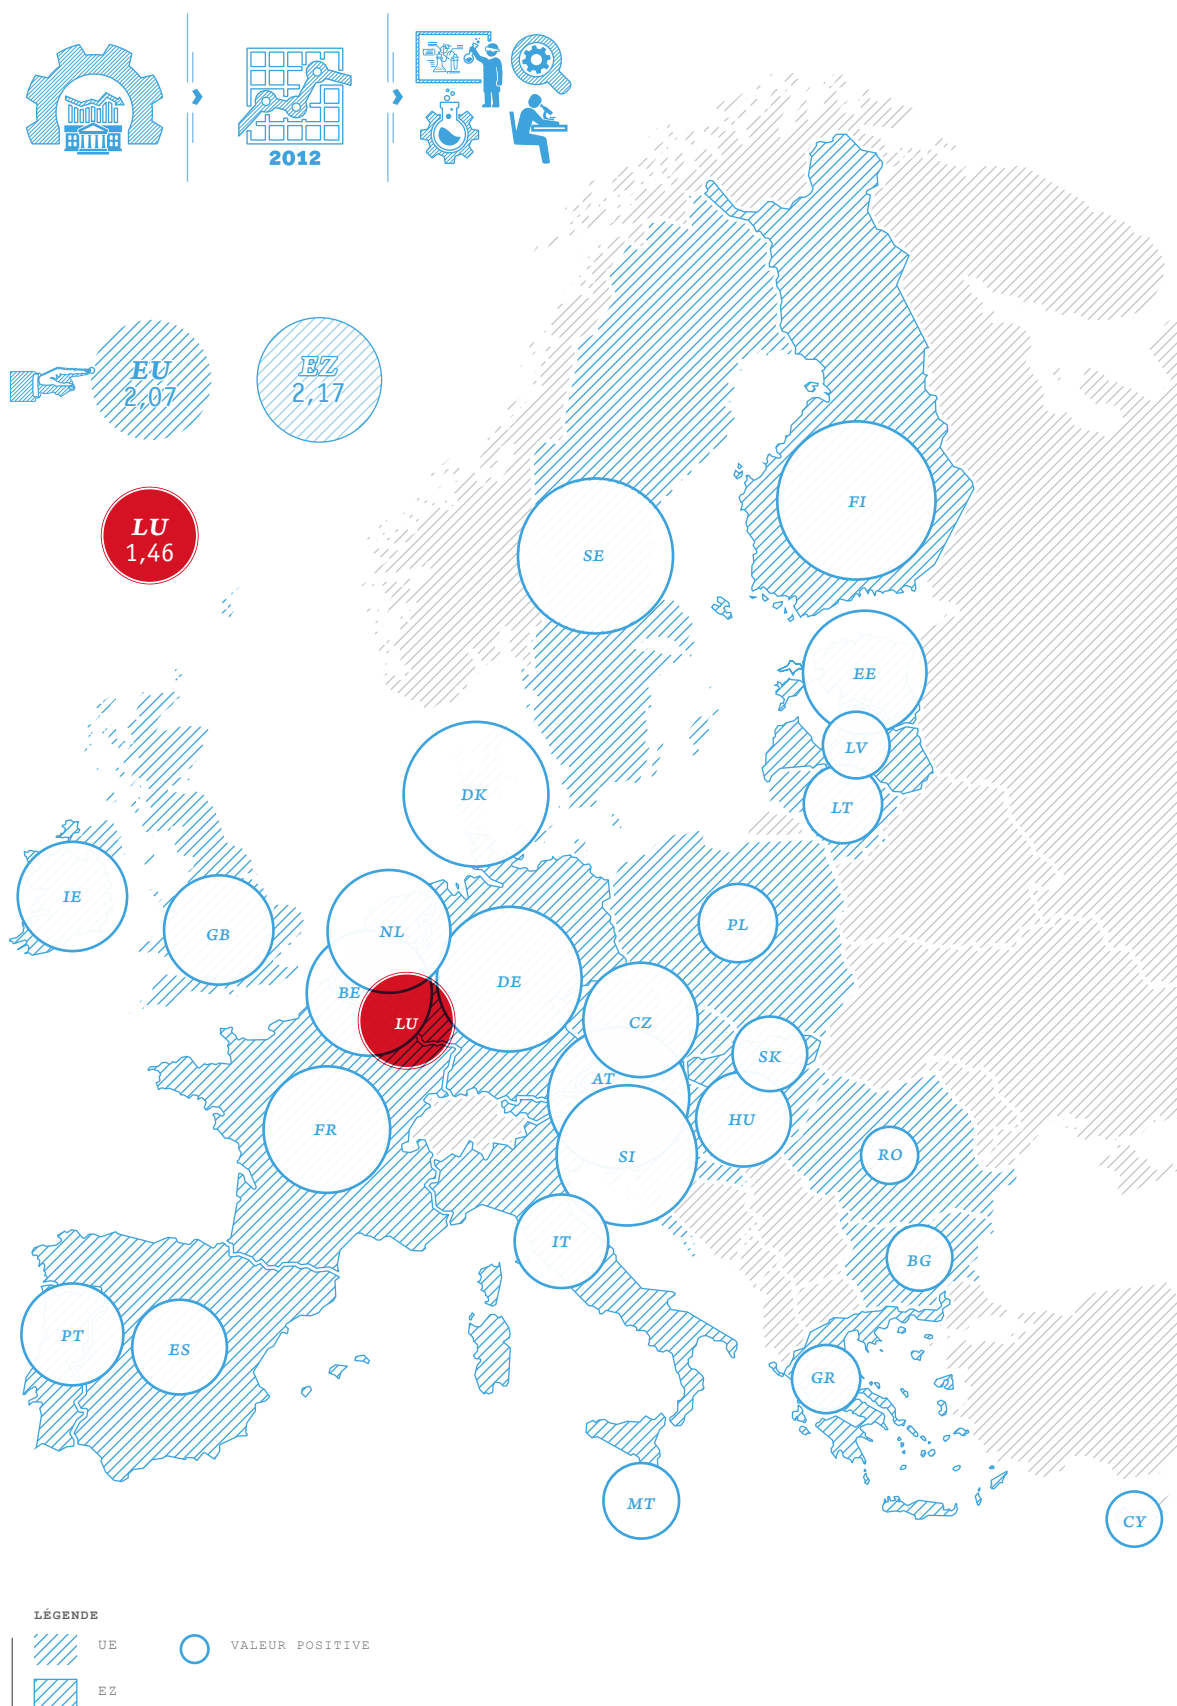 2012
EU
2,07
EZ
2,17
LU
1,46
FI
SE
EE
LV
DK
LT
IE
PL
NL
GB
DE
BE
CZ
LU
SK
AT
HU
FR
RO
SI
IT
BG
PT
ES
GR
MT
CY
LÉGENDE
UE
VALEUR POSITIVE
EZ